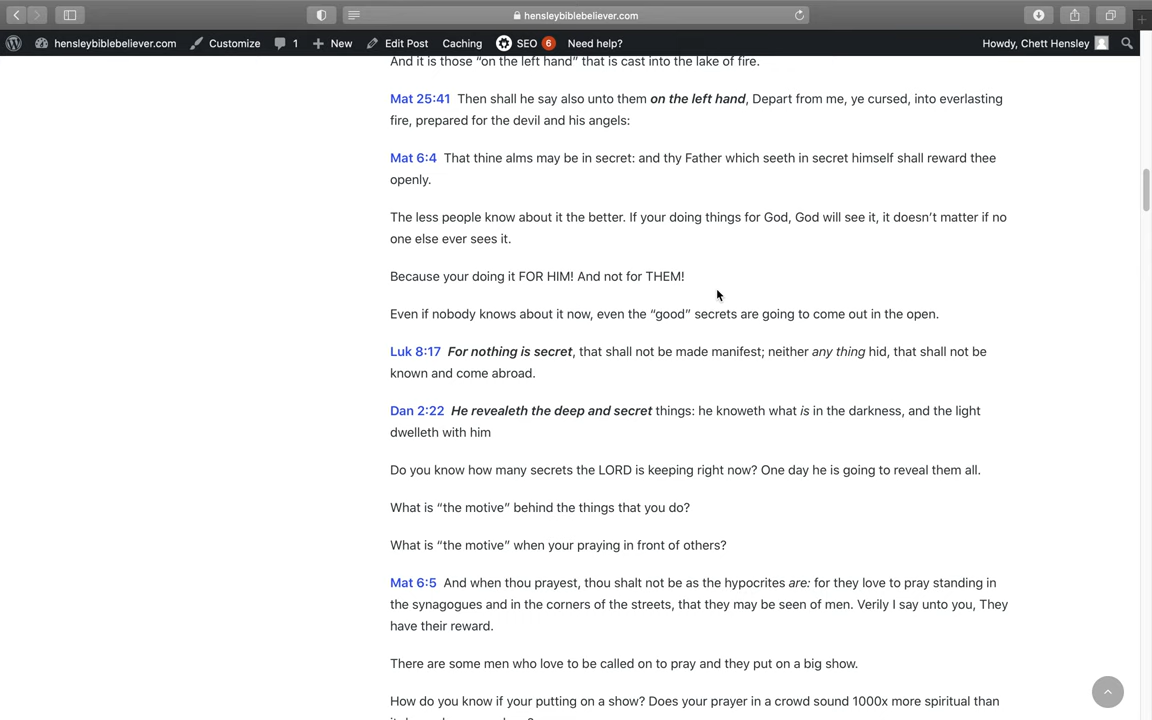 hensleybiblebeliever.com
hensleybiblebeliever.com Customize 1 New Edit Post Caching SEO 6 Need help? Howdy, Chett Hensley
And it is those “on the left hand” that is cast into the lake of fire.
Mat 25:41 Then shall he say also unto them on the left hand, Depart from me, ye cursed, into everlasting
fire, prepared for the devil and his angels:
Mat 6:4 That thine alms may be in secret: and thy Father which seeth in secret himself shall reward thee
openly.
The less people know about it the better. If your doing things for God, God will see it, it doesn’t matter if no
one else ever sees it.
Because your doing it FOR HIM! And not for THEM!
Even if nobody knows about it now, even the “good” secrets are going to come out in the open.
Luk 8:17 For nothing is secret, that shall not be made manifest; neither any thing hid, that shall not be
known and come abroad.
Dan 2:22 He revealeth the deep and secret things: he knoweth what is in the darkness, and the light
dwelleth with him
Do you know how many secrets the LORD is keeping right now? One day he is going to reveal them all.
What is “the motive” behind the things that you do?
What is “the motive” when your praying in front of others?
Mat 6:5 And when thou prayest, thou shalt not be as the hypocrites are: for they love to pray standing in
the synagogues and in the corners of the streets, that they may be seen of men. Verily I say unto you, They
have their reward.
There are some men who love to be called on to pray and they put on a big show.
How do you know if your putting on a show? Does your prayer in a crowd sound 1000x more spiritual than